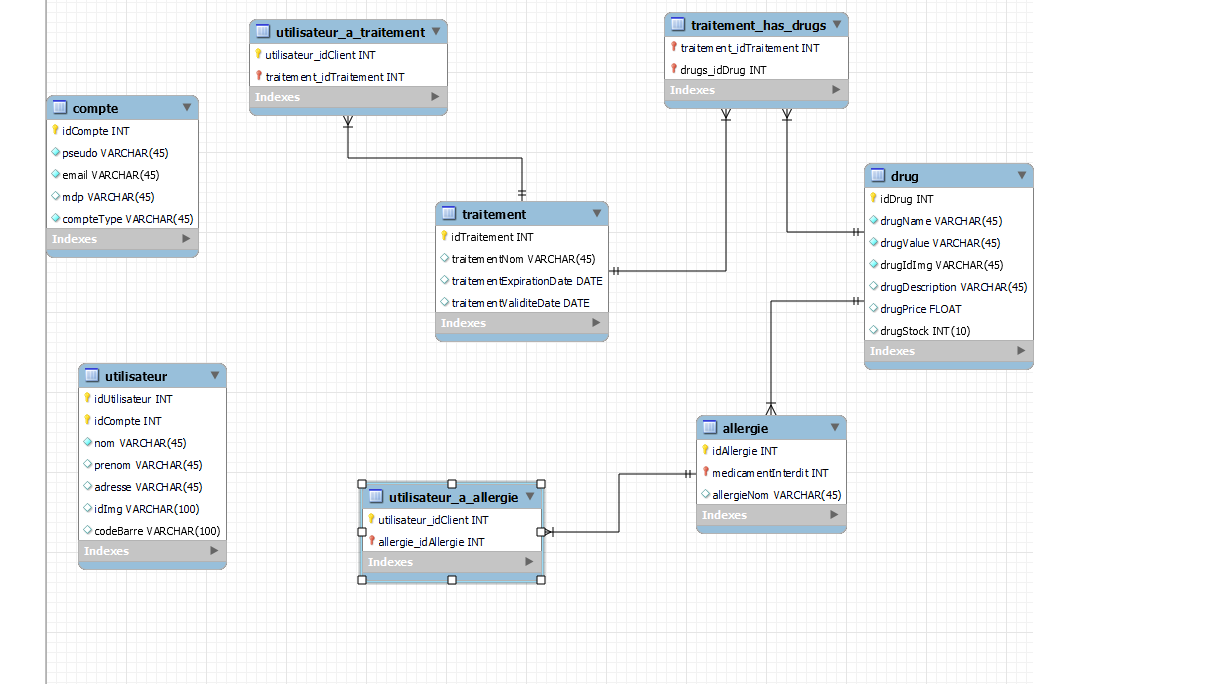 utilisateur_a_traitement
utilisateur_idClient INT
traitement_idTraitement INT
Indexes
traitement_has_drugs
traitement_idTraitement INT
drugs_idDrug INT
Indexes
compte
idCompte INT
pseudo VARCHAR(45)
email VARCHAR(45)
mdp VARCHAR(45)
compteType VARCHAR(45)
Indexes
drug
idDrug INT
drugName VARCHAR(45)
drugValue VARCHAR(45)
drugIdImg VARCHAR(45)
drugDescription VARCHAR(45)
drugPrice FLOAT
drugStock INT(10)
Indexes
traitement
idTraitement INT
traitementNom VARCHAR(45)
traitementExpirationDate DATE
traitementValiditeDate DATE
Indexes
utilisateur
idUtilisateur INT
idCompte INT
nom VARCHAR(45)
prenom VARCHAR(45)
adresse VARCHAR(45)
idImg VARCHAR(100)
codeBarre VARCHAR(100)
Indexes
allergie
idAllergie INT
medicamentInterdit INT
allergieNom VARCHAR(45)
Indexes
utilisateur_a_allergie
utilisateur_idClient INT
allergie_idAllergie INT
Indexes